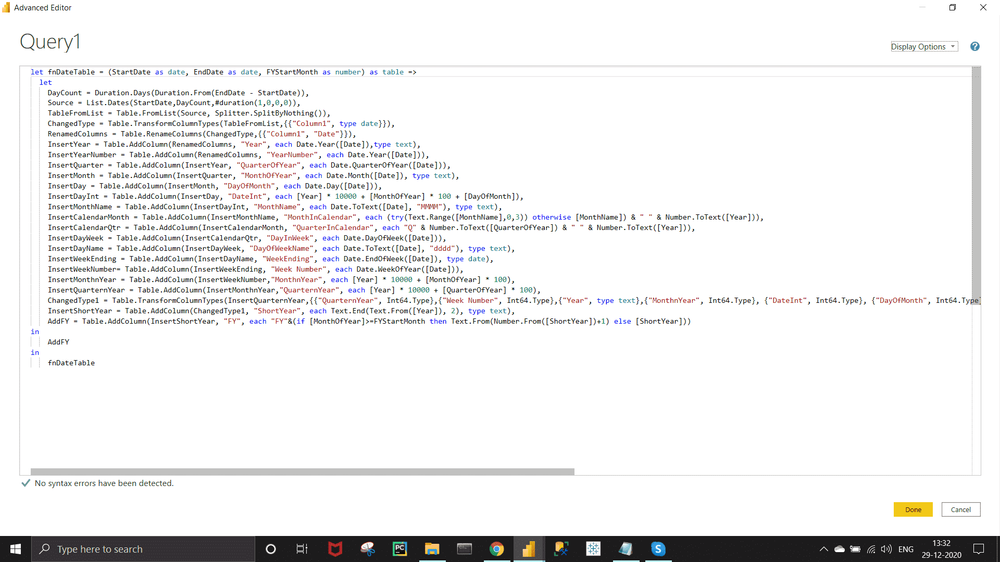 Advanced Editor
Query1
Display Options
?
let fnDateTable = (StartDate as date, EndDate as date, FYStartMonth as number) as table =>
let
DayCount = Duration.Days(Duration.From(EndDate - StartDate)),
Source = List.Dates(StartDate,DayCount,#duration(1,0,0,0)),
TableFromList = Table.FromList(Source, Splitter.SplitByNothing()),
ChangedType = Table.TransformColumnTypes(TableFromList,{{"Column1", type date}}),
RenamedColumns = Table.RenameColumns(ChangedType,{{"Column1", "Date"}}),
InsertYear = Table.AddColumn(RenamedColumns, "Year", each Date.Year([Date]),type text),
InsertYearNumber = Table.AddColumn(RenamedColumns, "YearNumber", each Date.Year([Date])),
InsertQuarter = Table.AddColumn(InsertYear, "QuarterOfYear", each Date.QuarterOfYear([Date])),
InsertMonth = Table.AddColumn(InsertQuarter, "MonthOfYear", each Date.Month([Date]), type text),
InsertDay = Table.AddColumn(InsertMonth, "DayOfMonth", each Date.Day([Date])),
InsertDayInt = Table.AddColumn(InsertDay, "DateInt", each [Year] * 10000 + [MonthOfYear] * 100 + [DayOfMonth]),
InsertMonthName = Table.AddColumn(InsertDayInt, "MonthName", each Date.ToText([Date], "MMMM"), type text),
InsertCalendarMonth = Table.AddColumn(InsertMonthName, "MonthInCalendar", each (try(Text.Range([MonthName],0,3)) otherwise [MonthName]) & " " & Number.ToText([Year])),
InsertCalendarQtr = Table.AddColumn(InsertCalendarMonth, "QuarterInCalendar", each "Q" & Number.ToText([QuarterOfYear]) & " " & Number.ToText([Year])),
InsertDayWeek = Table.AddColumn(InsertCalendarQtr, "DayInWeek", each Date.DayOfWeek([Date])),
InsertDayName = Table.AddColumn(InsertDayWeek, "DayOfWeekName", each Date.ToText([Date], "dddd"), type text),
InsertWeekEnding = Table.AddColumn(InsertDayName, "WeekEnding", each Date.EndOfWeek([Date]), type date),
InsertWeekNumber= Table.AddColumn(InsertWeekEnding, "Week Number", each Date.WeekOfYear([Date])),
InsertMonthnYear = Table.AddColumn(InsertWeekNumber,"MonthnYear", each [Year] * 10000 + [MonthOfYear] * 100),
InsertQuarternYear = Table.AddColumn(InsertMonthnYear,"QuarternYear", each [Year] * 10000 + [QuarterOfYear] * 100),
ChangedType1 = Table.TransformColumnTypes(InsertQuarternYear,{{"QuarternYear", Int64.Type},{"Week Number", Int64.Type},{"Year", type text},{"MonthnYear", Int64.Type}, {"DateInt", Int64.Type}, {"DayOfMonth", Int64.Type
InsertShortYear = Table.AddColumn(ChangedType1, "ShortYear", each Text.End(Text.From([Year]), 2), type text),
AddFY = Table.AddColumn(InsertShortYear, "FY", each "FY"&(if [MonthOfYear]>=FYStartMonth then Text.From(Number.From([ShortYear])+1) else [ShortYear]))
in
AddFY
in
fnDateTable
No syntax errors have been detected.
Done
Cancel
Type here to search
PC
S
ENG
13:32
29-12-2020